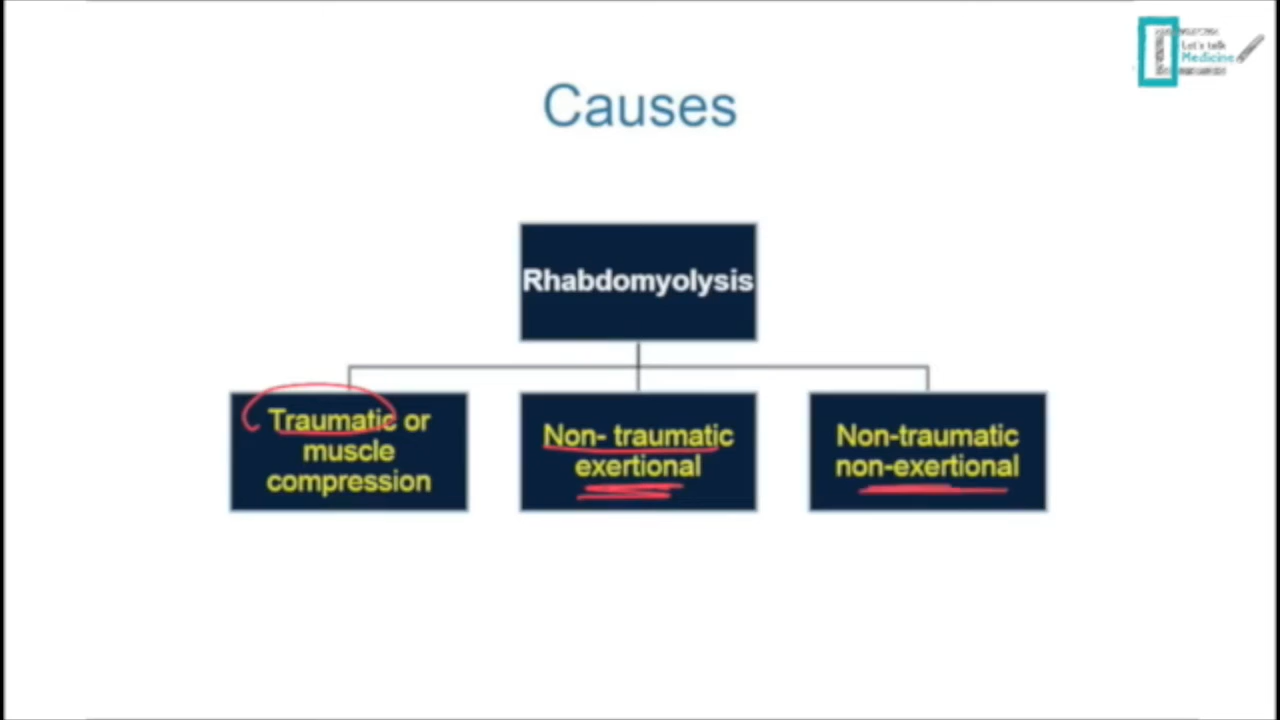 Let's talk
Medicine
Causes
Rhabdomyolysis
Traumatic or
muscle
compression
Non- traumatic
exertional
Non-traumatic
non-exertional